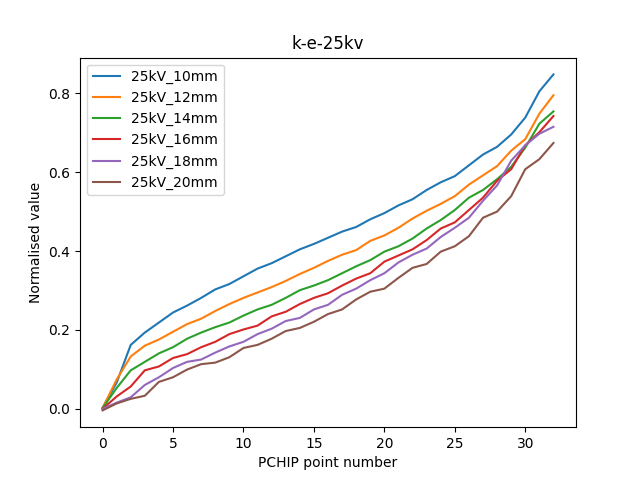 k-e-25kv
25kV_10mm
25kV_12mm
25kV_14mm
25kV_16mm
25kV_18mm
25kV_20mm
Normalised value
0.8
0.6
0.4
0.2
0.0
0 5 10 15 20 25 30
PCHIP point number